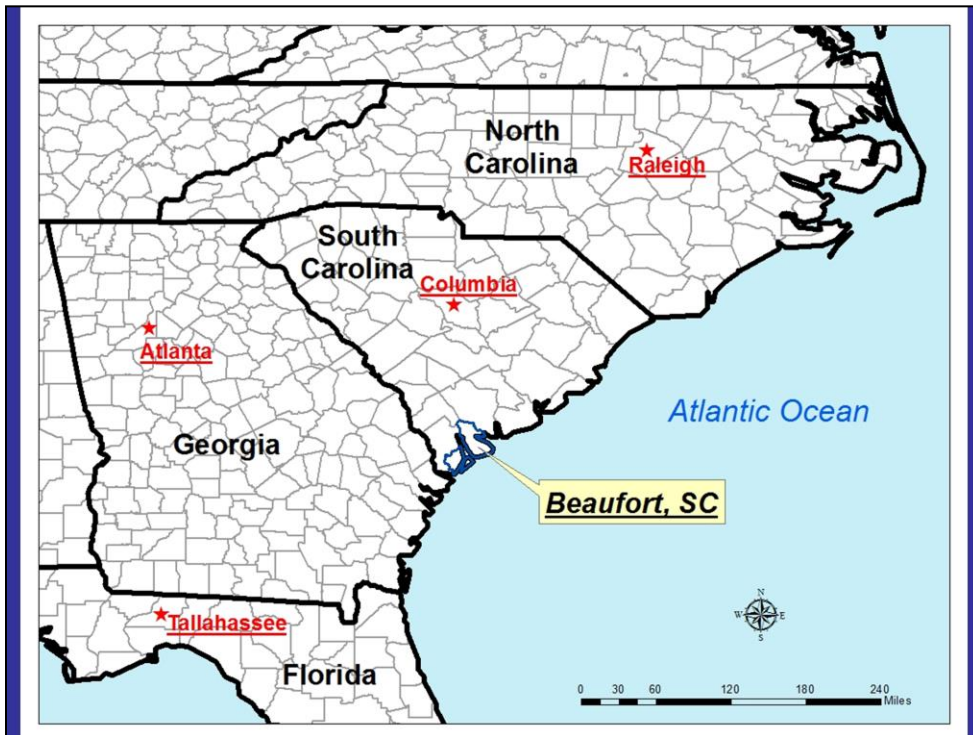 North
Carolina
Raleigh
South
Carolina
Columbia
Atlanta
Atlantic Ocean
Georgia
Beaufort, SC
N
W E
S
Tallahassee
Florida
0 30 60 120 180 240
Miles